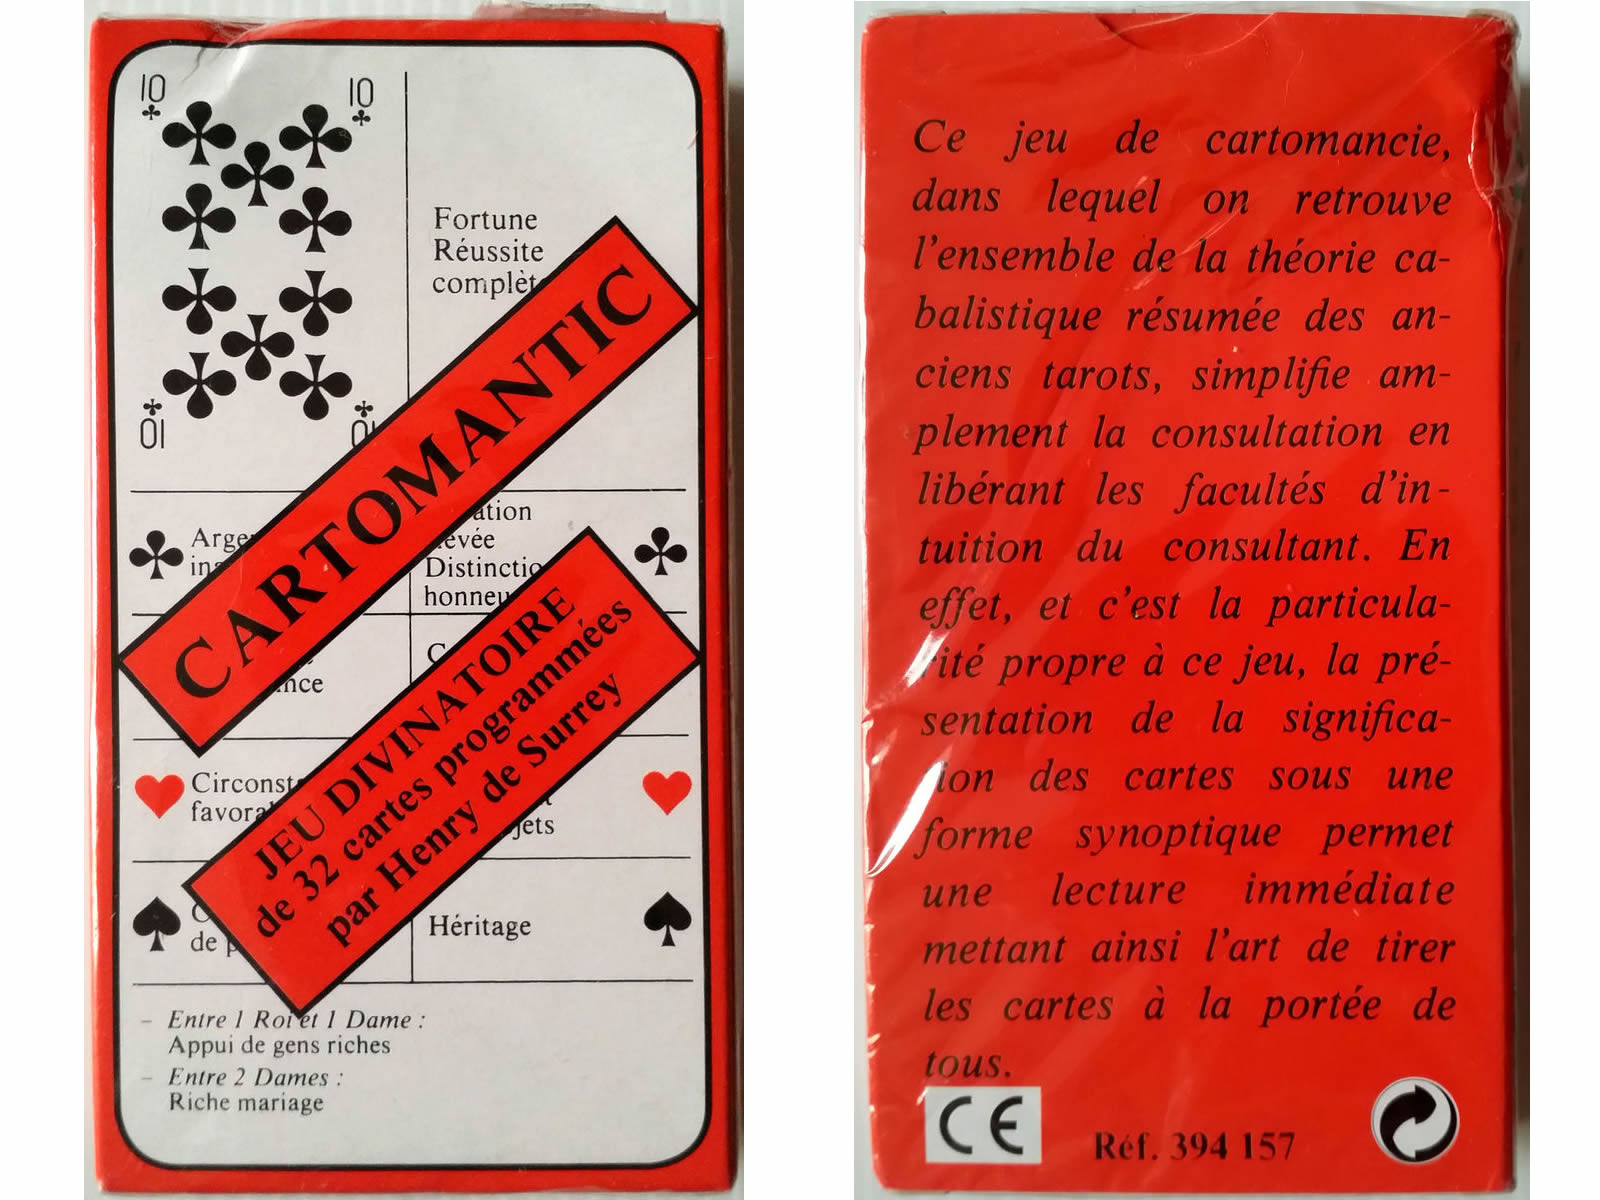 10
10
Fortune
Réussite
CARTOMANTIC
10
Distinctio
JEU DIVINATOIRE
de 32 cartes programmées
par Henry de Surrey
de
Héritage
– Entre 1 Roi et 1 Dame :
Appui de gens riches
– Entre 2 Dames :
Riche mariage
Ce jeu de cartomancie,
dans lequel on retrouve
l'ensemble de la théorie ca-
balistique résumée des an-
ciens tarots, simplifie am-
plement la consultation en
libérant les facultés d'in-
tuition du consultant. En
effet, et c'est la particula-
rité propre à ce jeu, la pré-
sentation de la significa-
ion des cartes sous une
forme synoptique permet
une lecture immédiate
mettant ainsi l'art de tirer
les cartes à la portée de
tous.
CE
Réf. 394 157